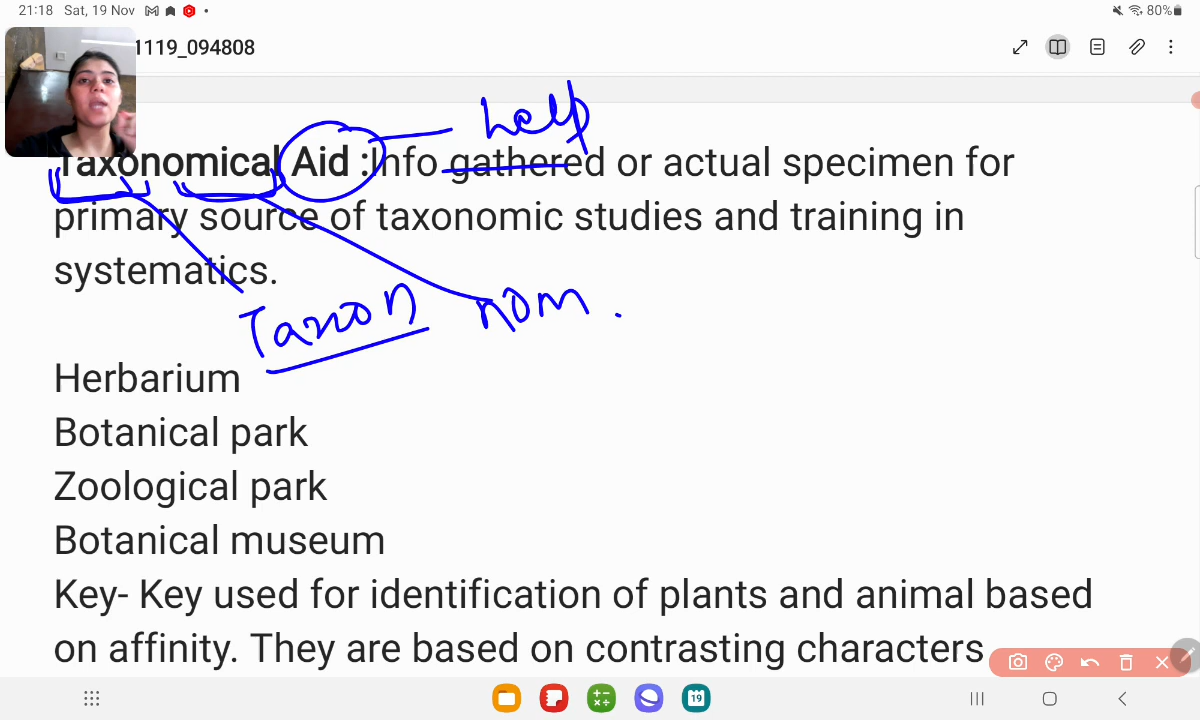 21:18 Sat, 19 Nov
80%
1119_094808
help
Taxonomical Aid :Info gathered or actual specimen for
primary source of taxonomic studies and training in
systematics.
Taxon nom.
Herbarium
Botanical park
Zoological park
Botanical museum
Key- Key used for identification of plants and animal based
on affinity. They are based on contrasting characters
19